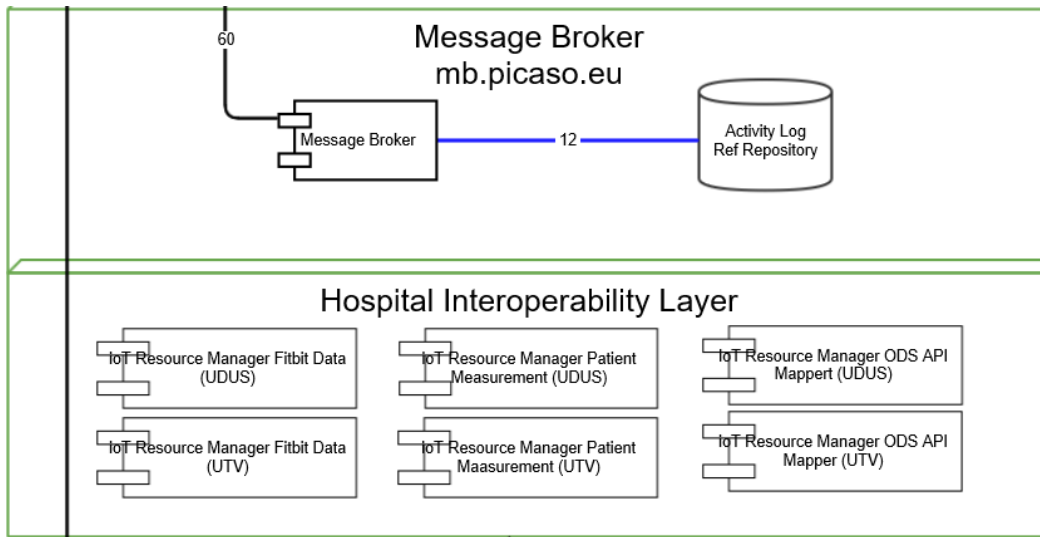 60
Message Broker
mb.picaso.eu
Message Broker
12
Activity Log
Ref Repository
Hospital Interoperability Layer
IoT Resource Manager Fitbit Data
(UDUS)
IoT Resource Manager Patient
Measurement (UDUS)
IoT Resource Manager ODS API
Mappert (UDUS)
IoT Resource Manager Fitbit Data
(UTV)
IoT Resource Manager Patient
Maasurement (UTV)
IoT Resource Manager ODS API
Mapper (UTV)